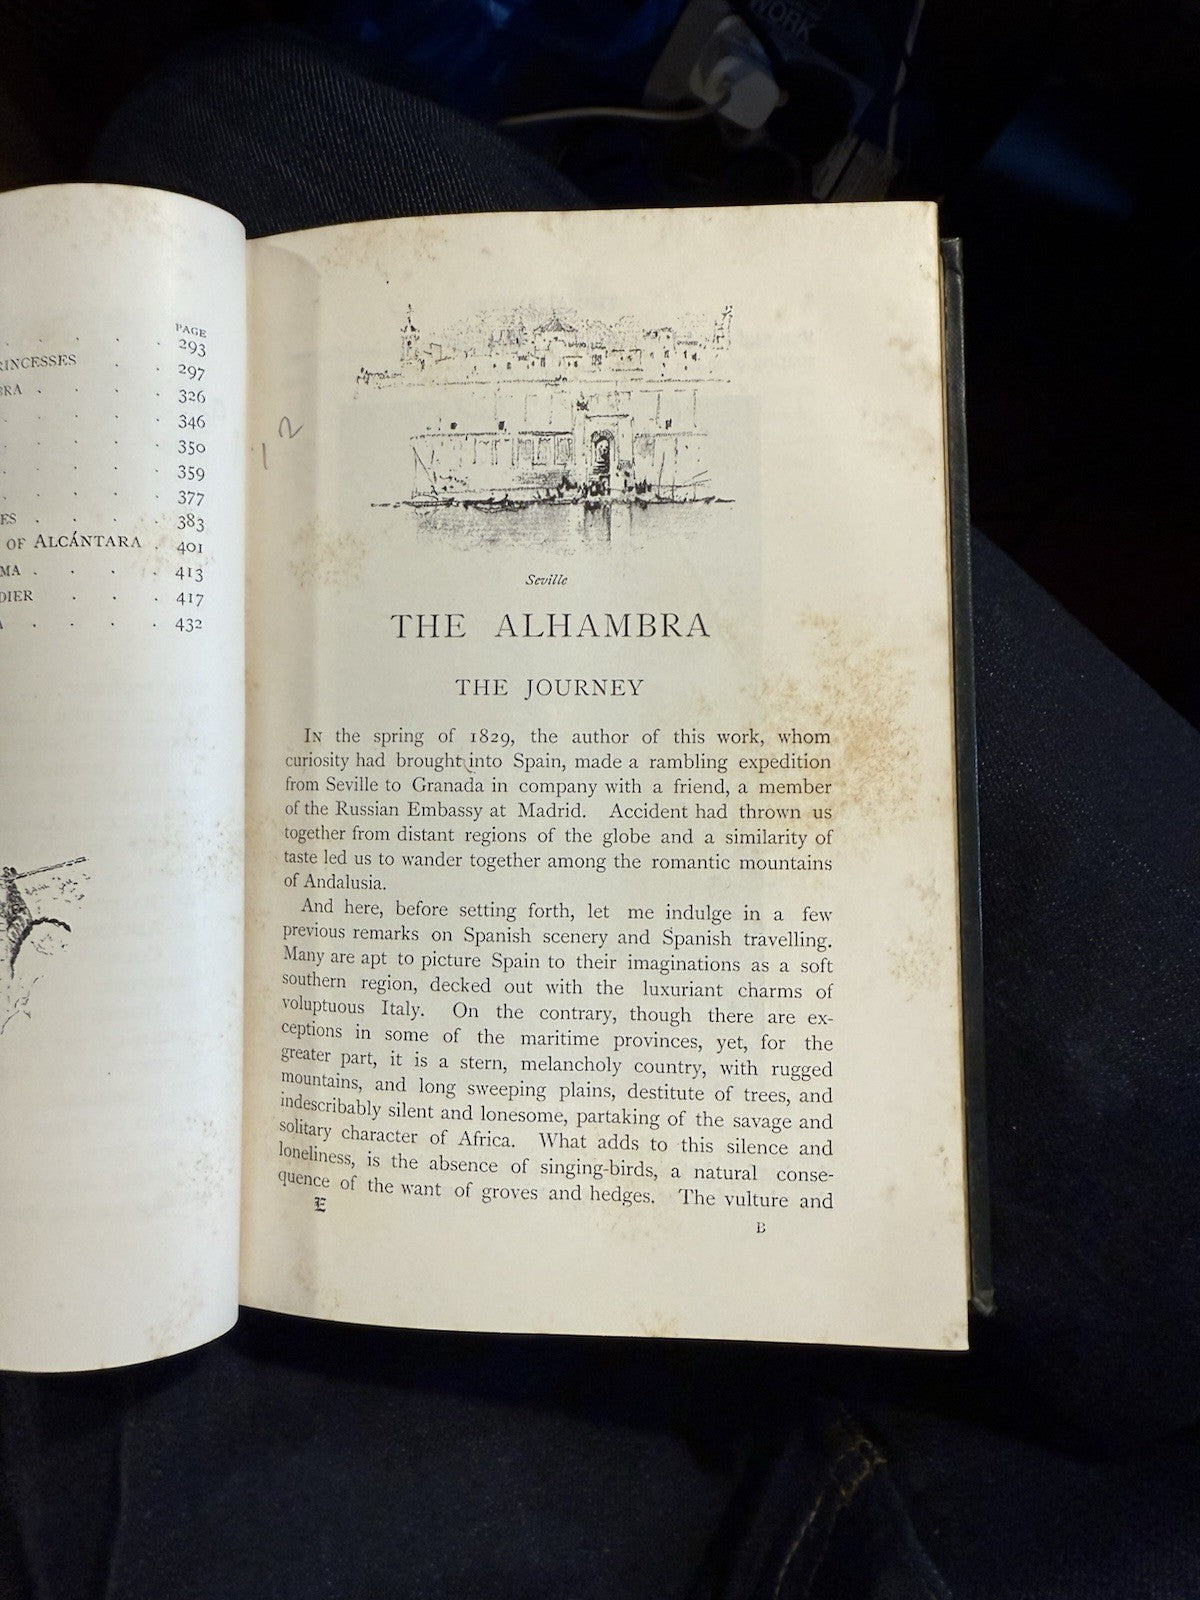 WORK
PAGE
293
RINCESSES 297
BRA 326
346
350
359
377
ES 383
OF ALCÁNTARA 401
MA 413
DIER 417
A 432
12
Seville
THE ALHAMBRA
THE JOURNEY
In the spring of 1829, the author of this work, whom
curiosity had brought into Spain, made a rambling expedition
from Seville to Granada in company with a friend, a member
of the Russian Embassy at Madrid. Accident had thrown us
together from distant regions of the globe and a similarity of
taste led us to wander together among the romantic mountains
of Andalusia.
And here, before setting forth, let me indulge in a few
previous remarks on Spanish scenery and Spanish travelling.
Many are apt to picture Spain to their imaginations as a soft
southern region, decked out with the luxuriant charms of
voluptuous Italy. On the contrary, though there are ex-
ceptions in some of the maritime provinces, yet, for the
greater part, it is a stern, melancholy country, with rugged
mountains, and long sweeping plains, destitute of trees, and
indescribably silent and lonesome, partaking of the savage and
solitary character of Africa. What adds to this silence and
loneliness, is the absence of singing-birds, a natural conse-
quence of the want of groves and hedges. The vulture and
E
B